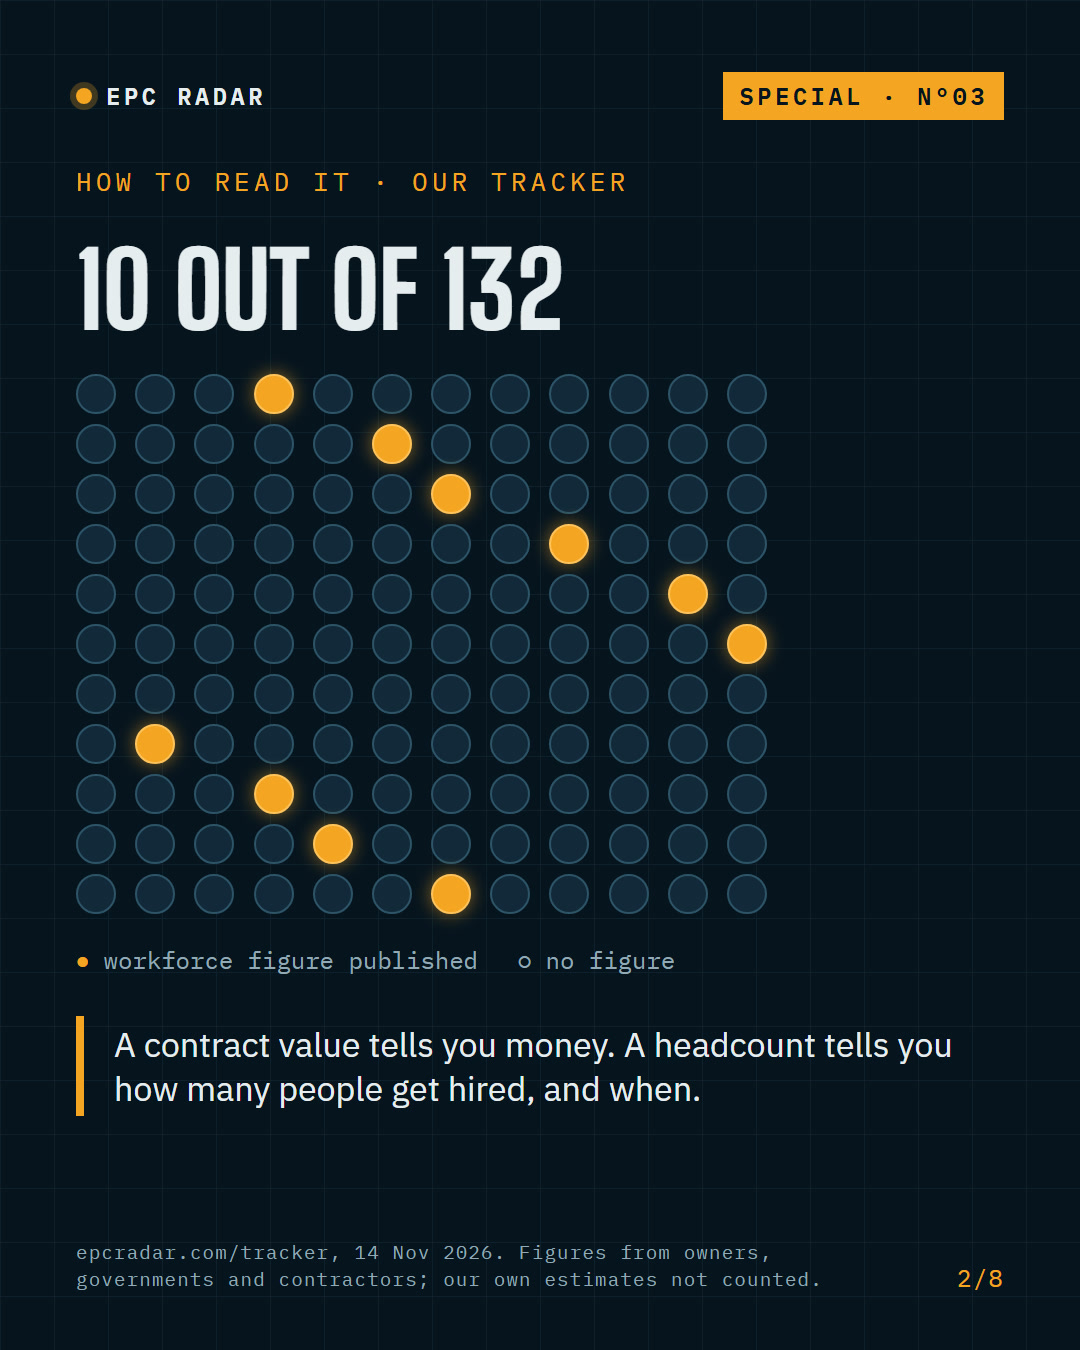 EPC RADAR
SPECIAL · N°03
HOW TO READ IT · OUR TRACKER
10 OUT OF 132
workforce figure published
no figure
A contract value tells you money. A headcount tells you
how many people get hired, and when.
epcradar.com/tracker, 14 Nov 2026. Figures from owners,
governments and contractors; our own estimates not counted.
2/8